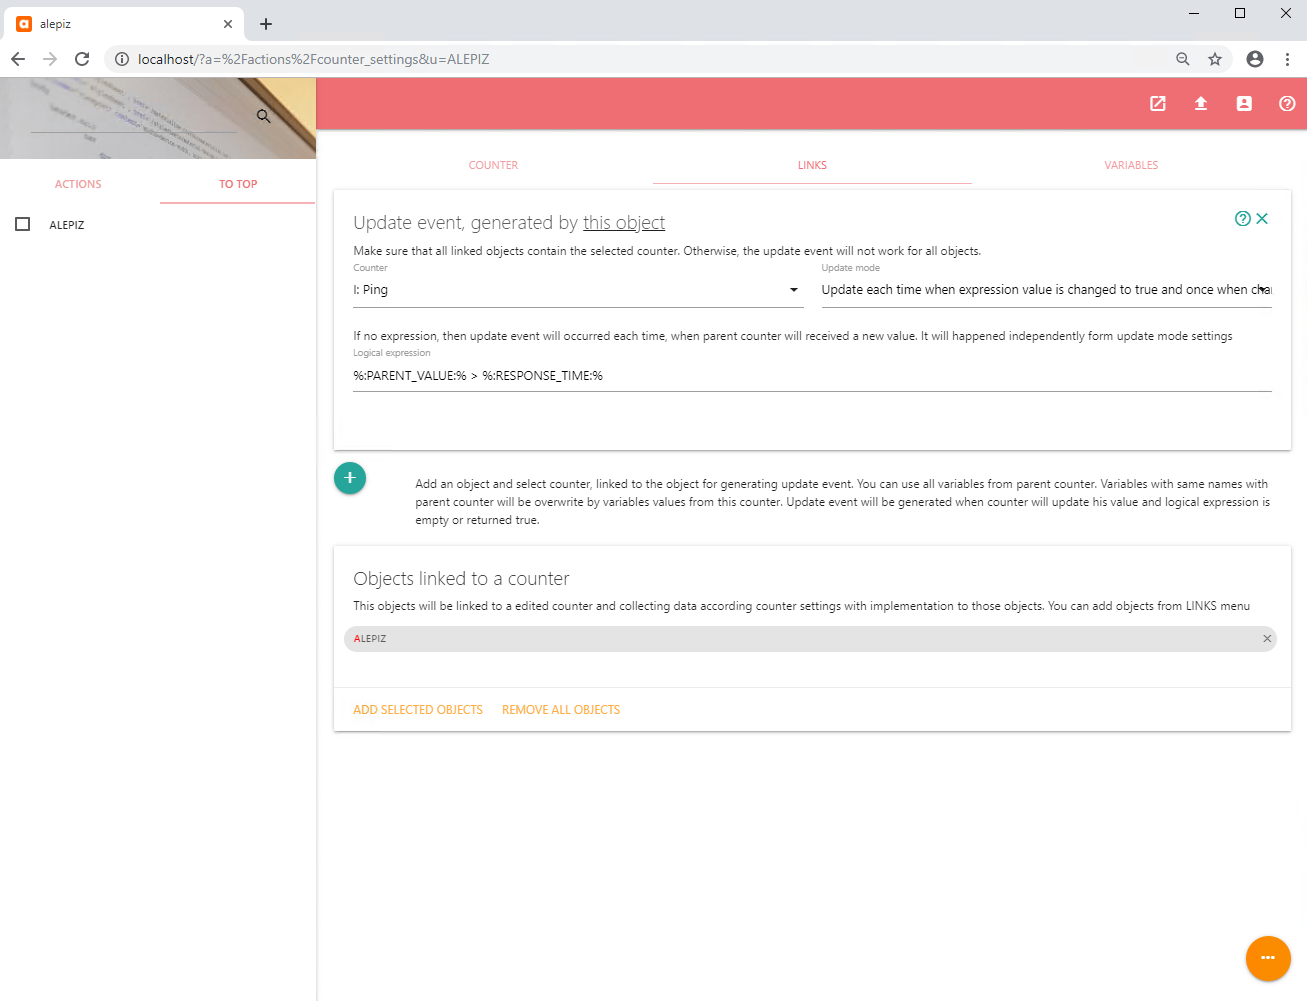 alepiz
localhost/?a=%2Factions%2Fcounter_settings&u=ALEPIZ
ACTIONS
TO TOP
ALEPIZ
COUNTER
LINKS
VARIABLES
Update event, generated by this object
Make sure that all linked objects contain the selected counter. Otherwise, the update event will not work for all objects.
Counter
Update mode
I: Ping
Update each time when expression value is changed to true and once when cha
If no expression, then update event will occurred each time, when parent counter will received a new value. It will happened independently form update mode settings
Logical expression
%:PARENT_VALUE:% > %:RESPONSE_TIME:%
Add an object and select counter, linked to the object for generating update event. You can use all variables from parent counter. Variables with same names with
parent counter will be overwrite by variables values from this counter. Update event will be generated when counter will update his value and logical expression is
empty or returned true.
Objects linked to a counter
This objects will be linked to a edited counter and collecting data according counter settings with implementation to those objects. You can add objects from LINKS menu
ALEPIZ
ADD SELECTED OBJECTS
REMOVE ALL OBJECTS